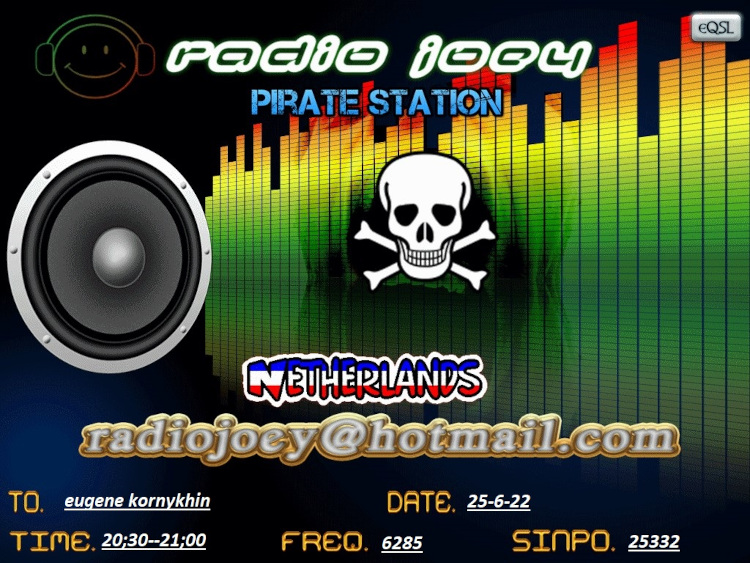 eQSL
Radio Joey
PIRATE STATION
NETHERLANDS
radiojoey@hotmail.com
TO. eugene kornykhin DATE. 25-6-22
TIME. 20;30--21;00 FREQ. 6285 SINPO. 25332